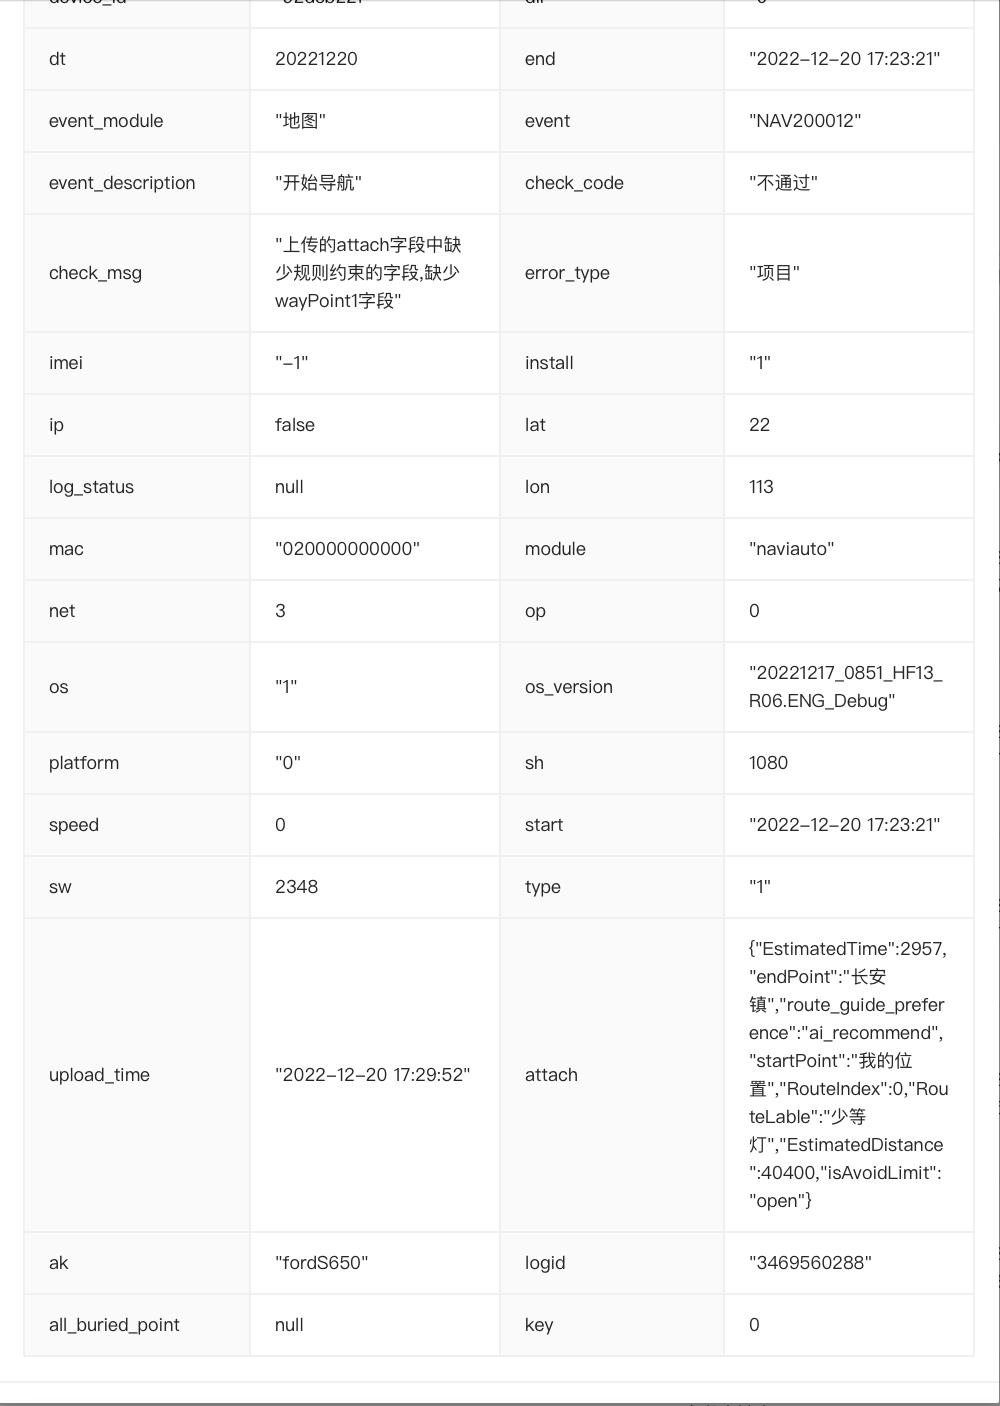 dt
20221220
end
"2022-12-20 17:23:21"
event_module
"地图"
event
"NAV200012"
event_description
"开始导航"
check_code
"不通过"
check_msg
"上传的attach字段中缺
少规则约束的字段,缺少
wayPoint1字段"
error_type
"项目"
imei
"-1"
install
"1"
ip
false
lat
22
log_status
null
lon
113
mac
"020000000000"
module
"naviauto"
net
3
op
0
os
"1"
os_version
"20221217_0851_HF13_
R06.ENG_Debug"
platform
"0"
sh
1080
speed
0
start
"2022-12-20 17:23:21"
sw
2348
type
"1"
upload_time
"2022-12-20 17:29:52"
attach
{"EstimatedTime":2957,
"endPoint":"长安
镇","route_guide_prefer
ence":"ai_recommend",
"startPoint":"我的位
置","RouteIndex":0,"Rou
teLable":"少等
灯","EstimatedDistance
":40400,"isAvoidLimit":
"open"}
ak
"fordS650"
logid
"3469560288"
all_buried_point
null
key
0